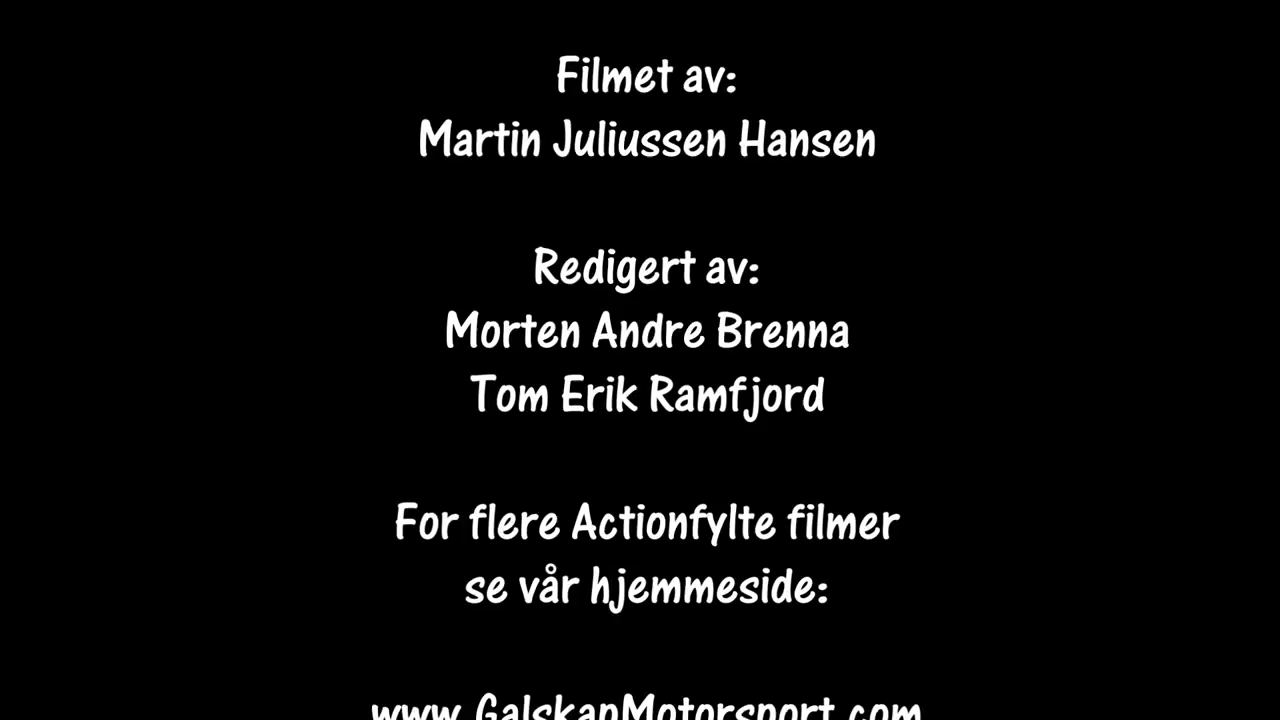 Filmet av:
Martin Juliussen Hansen
Redigert av:
Morten Andre Brenna
Tom Erik Ramfjord
For flere Actionfylte filmer
se vår hjemmeside:
www.GalskapMotorsport.com